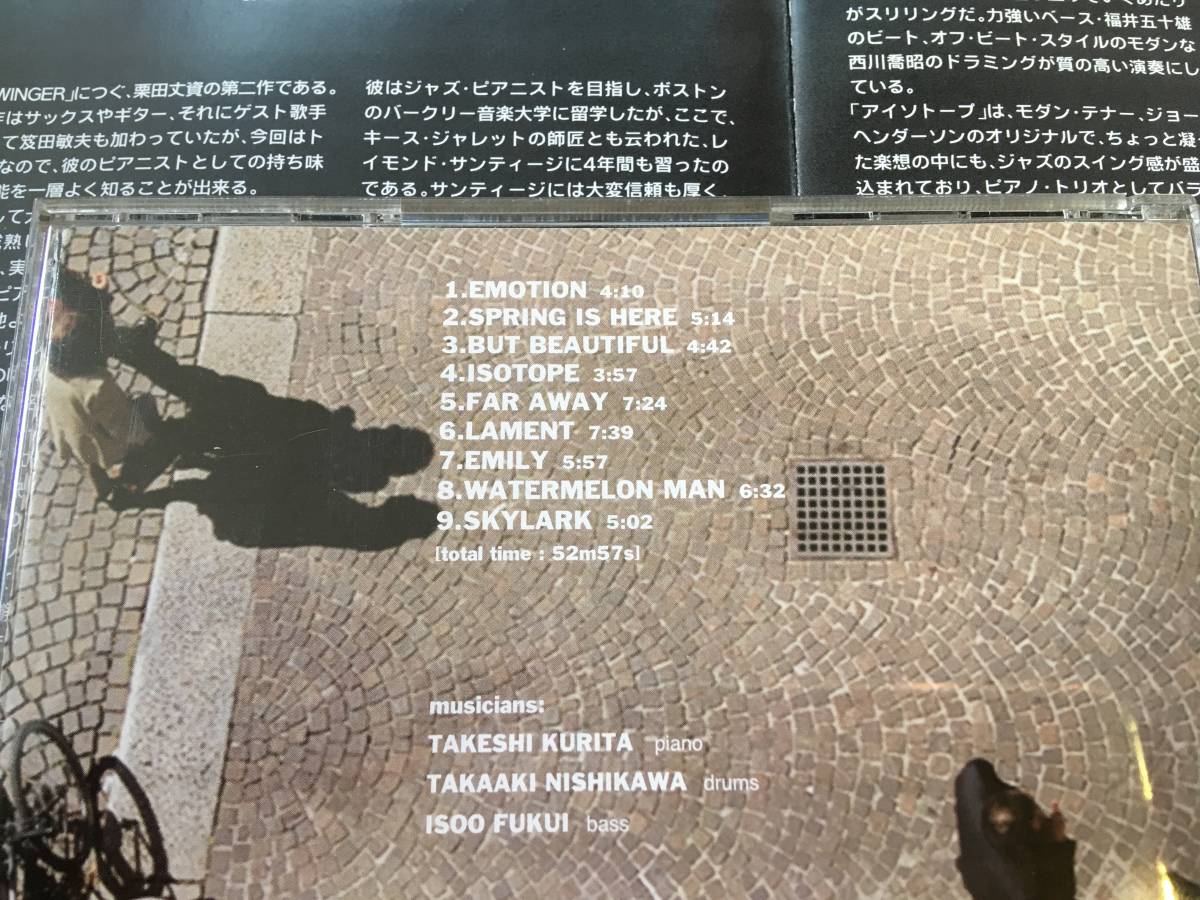 WINGER」につぐ、栗田丈資の第二作である。
はサックスやギター、それにゲスト歌手
て笈田敏夫も加わっていたが、今回はト
なので、彼のピアニストとしての持ち味
能を一層よく知ることが出来る。
彼はジャズ・ピアニストを目指し、ボストン
のバークリー音楽大学に留学したが、ここで、
キース・ジャレットの師匠とも云われた、レ
イモンド・サンティージに4年間も習ったの
である。サンティージには大変信頼も厚く、
がスリリングだ。力強いベース・福井五十雄
のビート、オフ・ビート・スタイルのモダンな
西川喬昭のドラミングが質の高い演奏にし
ている。
「アイソトープ」は、モダン・テナー、ジョー
ヘンダーソンのオリジナルで、ちょっと凝っ
た楽想の中にも、ジャズのスイング感が盛
込まれており、ピアノ・トリオとしてバラ
1.EMOTION 4:10
2.SPRING IS HERE 5:14
3.BUT BEAUTIFUL 4:42
4.ISOTOPE 3:57
5.FAR AWAY 7:24
6.LAMENT 7:39
7.EMILY 5:57
8.WATERMELON MAN 6:32
9.SKYLARK 5:02
[total time : 52m57s]
musicians:
TAKESHI KURITA piano
TAKAAKI NISHIKAWA drums
ISOO FUKUI bass